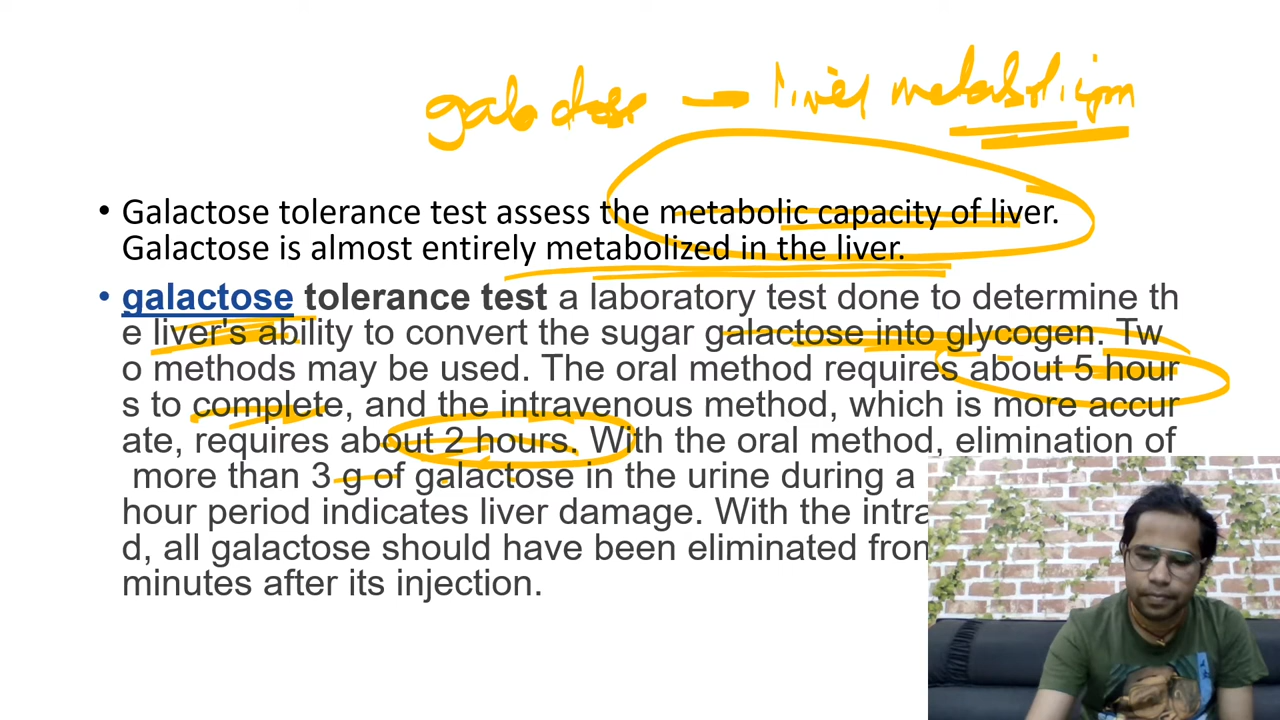 galactose → liver metabolism
• Galactose tolerance test assess the metabolic capacity of liver.
Galactose is almost entirely metabolized in the liver.
• galactose tolerance test a laboratory test done to determine th
e liver's ability to convert the sugar galactose into glycogen. Tw
o methods may be used. The oral method requires about 5 hour
s to complete, and the intravenous method, which is more accur
ate, requires about 2 hours. With the oral method, elimination of
more than 3 g of galactose in the urine during a
hour period indicates liver damage. With the
d, all galactose should have been eliminated
minutes after its injection.